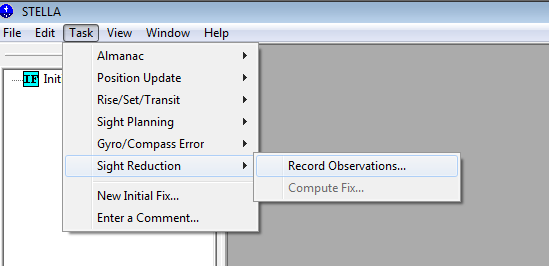 STELLA
File Edit Task View Window Help
Almanac
IF Init
Position Update
Rise/Set/Transit
Sight Planning
Gyro/Compass Error
Sight Reduction
Record Observations...
Compute Fix...
New Initial Fix...
Enter a Comment...